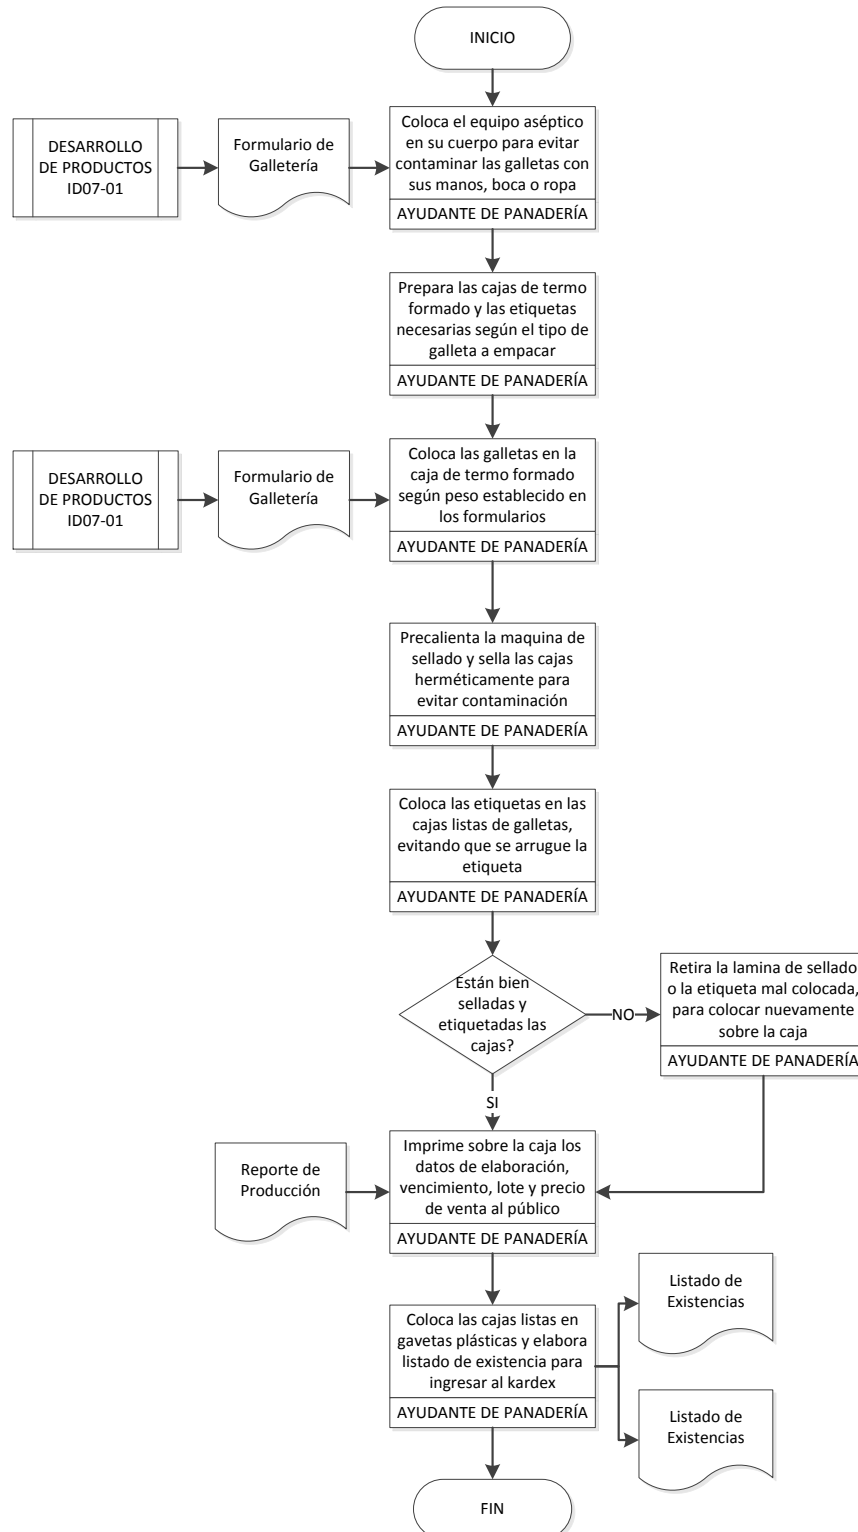 INICIO
DESARROLLO
DE PRODUCTOS
ID07-01
Formulario de
Galletería
Coloca el equipo aséptico
en su cuerpo para evitar
contaminar las galletas con
sus manos, boca o ropa
AYUDANTE DE PANADERÍA
Prepara las cajas de termo
formado y las etiquetas
necesarias según el tipo de
galleta a empacar
AYUDANTE DE PANADERÍA
DESARROLLO
DE PRODUCTOS
ID07-01
Formulario de
Galletería
Coloca las galletas en la
caja de termo formado
según peso establecido en
los formularios
AYUDANTE DE PANADERÍA
Precalienta la maquina de
sellado y sella las cajas
herméticamente para
evitar contaminación
AYUDANTE DE PANADERÍA
Coloca las etiquetas en las
cajas listas de galletas,
evitando que se arrugue la
etiqueta
AYUDANTE DE PANADERÍA
Están bien
selladas y
etiquetadas las
cajas?
NO
Retira la lamina de sellado
o la etiqueta mal colocada,
para colocar nuevamente
sobre la caja
AYUDANTE DE PANADERÍA
SI
Reporte de
Producción
Imprime sobre la caja los
datos de elaboración,
vencimiento, lote y precio
de venta al público
AYUDANTE DE PANADERÍA
Coloca las cajas listas en
gavetas plásticas y elabora
listado de existencia para
ingresar al kardex
AYUDANTE DE PANADERÍA
Listado de
Existencias
Listado de
Existencias
FIN